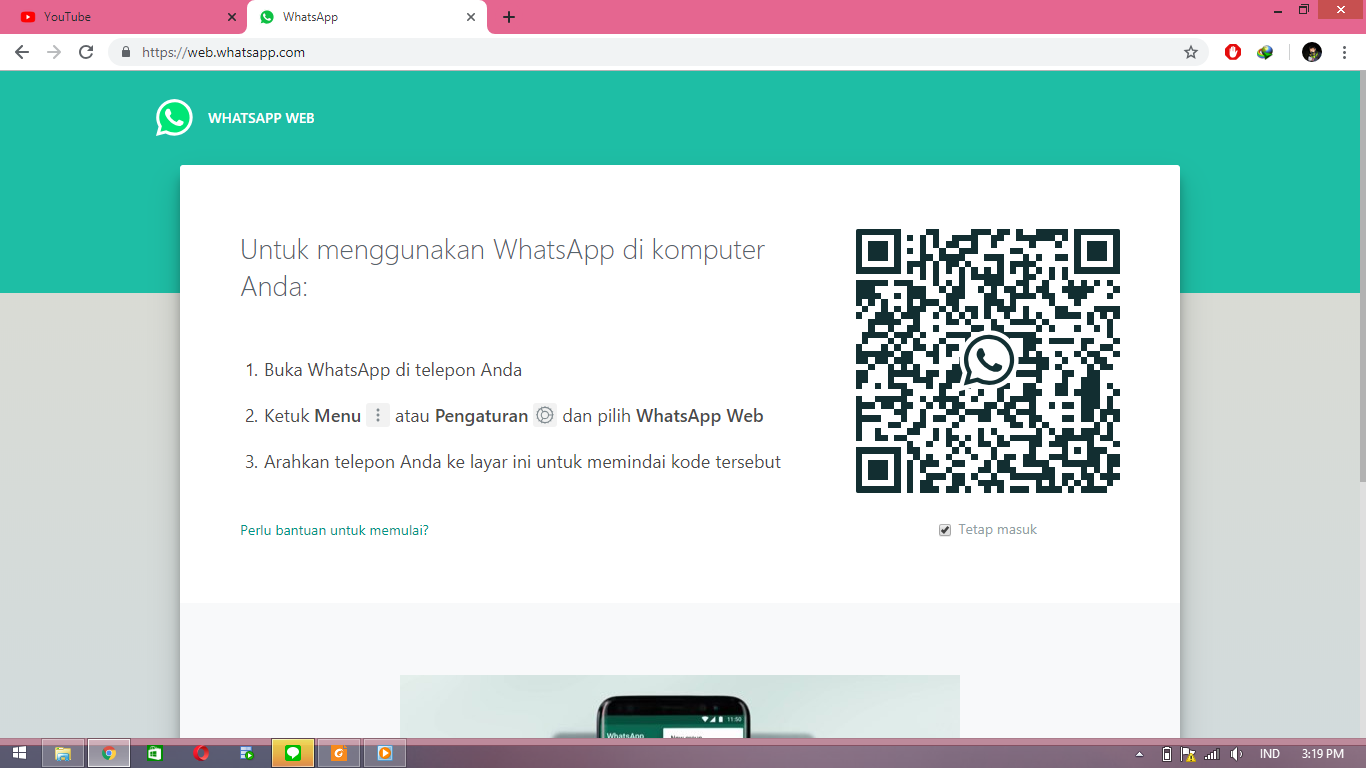 YouTube
WhatsApp
https://web.whatsapp.com
WHATSAPP WEB
Untuk menggunakan WhatsApp di komputer
Anda:
1. Buka WhatsApp di telepon Anda
2. Ketuk Menu atau Pengaturan dan pilih WhatsApp Web
3. Arahkan telepon Anda ke layar ini untuk memindai kode tersebut
Perlu bantuan untuk memulai?
Tetap masuk
11:50
WhatsApp
IND
3:19 PM